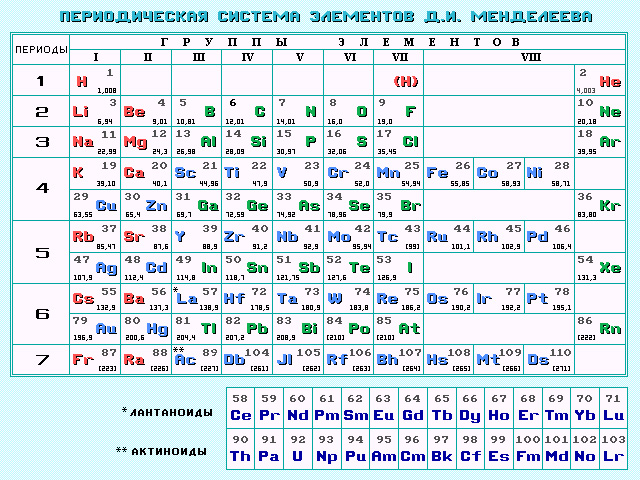 ПЕРИОДИЧЕСКАЯ СИСТЕМА ЭЛЕМЕНТОВ Д.И. МЕНДЕЛЕЕВА
ПЕРИОДЫ
Г Р У П П Ы Э Л Е М Е Н Т О В
I II III IV V VI VII VIII
1 H 1 1,008 (H) 2 He 4,003
2 Li 3 6,94 Be 4 9,01 5 B 10,81 6 C 12,01 7 N 14,01 8 O 16,0 9 F 19,0 10 Ne 20,18
3 Na 11 22,99 Mg 12 24,3 13 Al 26,98 14 Si 28,09 15 P 30,97 16 S 32,06 17 Cl 35,45 18 Ar 39,95
4 K 19 39,10 Ca 20 40,1 Sc 21 44,96 Ti 22 47,9 V 23 50,9 Cr 24 52,0 Mn 25 54,94 Fe 26 55,85 Co 27 58,93 Ni 28 58,71
29 Cu 63,55 30 Zn 65,4 31 Ga 69,7 32 Ge 72,59 33 As 74,92 34 Se 78,96 35 Br 79,9 36 Kr 83,80
5 Rb 37 85,47 Sr 38 87,6 Y 39 88,9 Zr 40 91,2 Nb 41 92,9 Mo 42 95,94 Tc 43 (99) Ru 44 101,1 Rh 45 102,9 Pd 46 106,4
47 Ag 107,9 48 Cd 112,4 49 In 114,8 50 Sn 118,7 51 Sb 121,75 52 Te 127,6 53 I 126,9 54 Xe 131,3
6 Cs 55 132,9 Ba 56 137,3 *La 57 138,9 Hf 72 178,5 Ta 73 180,9 W 74 183,8 Re 75 186,2 Os 76 190,2 Ir 77 192,2 Pt 78 195,1
79 Au 196,9 80 Hg 200,6 81 Tl 204,4 82 Pb 207,2 83 Bi 208,9 84 Po (210) 85 At (210) 86 Rn (222)
7 Fr 87 (223) Ra 88 (226) **Ac 89 (227) Db 104 (261) Jl 105 (262) Rf 106 (263) Bh 107 (264) Hs 108 (265) Mt 109 (266) Ds 110 (271)
58 59 60 61 62 63 64 65 66 67 68 69 70 71
*ЛАНТАНОИДЫ Ce Pr Nd Pm Sm Eu Gd Tb Dy Ho Er Tm Yb Lu
90 91 92 93 94 95 96 97 98 99 100 101 102 103
** АКТИНОИДЫ Th Pa U Np Pu Am Cm Bk Cf Es Fm Md No Lr